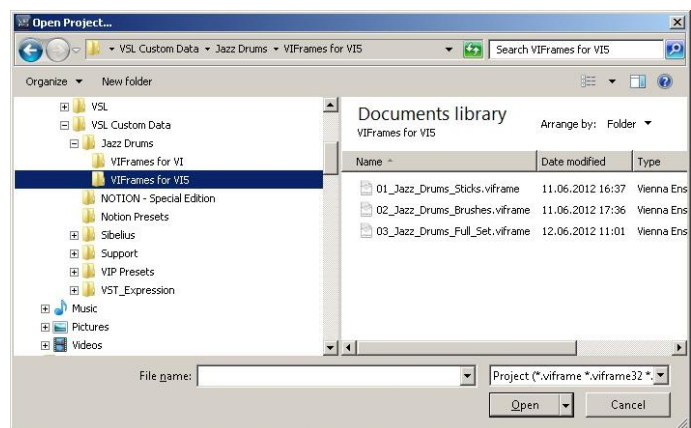 Open Project...
VSL Custom Data Jazz Drums VIFrames for VI5
Search VIFrames for VI5
Organize New folder
VSL
VSL Custom Data
Jazz Drums
VIFrames for VI
VIFrames for VI5
NOTION - Special Edition
Notion Presets
Sibelius
Support
VIP Presets
VST_Expression
Music
Pictures
Videos
Documents library
VIFrames for VI5
Arrange by: Folder
Name Date modified Type
01_Jazz_Drums_Sticks.viframe 11.06.2012 16:37 Vienna Ens
02_Jazz_Drums_Brushes.viframe 11.06.2012 17:36 Vienna Ens
03_Jazz_Drums_Full_Set.viframe 12.06.2012 11:01 Vienna Ens
File name:
Project (*.viframe *.viframe32 *.
Open Cancel